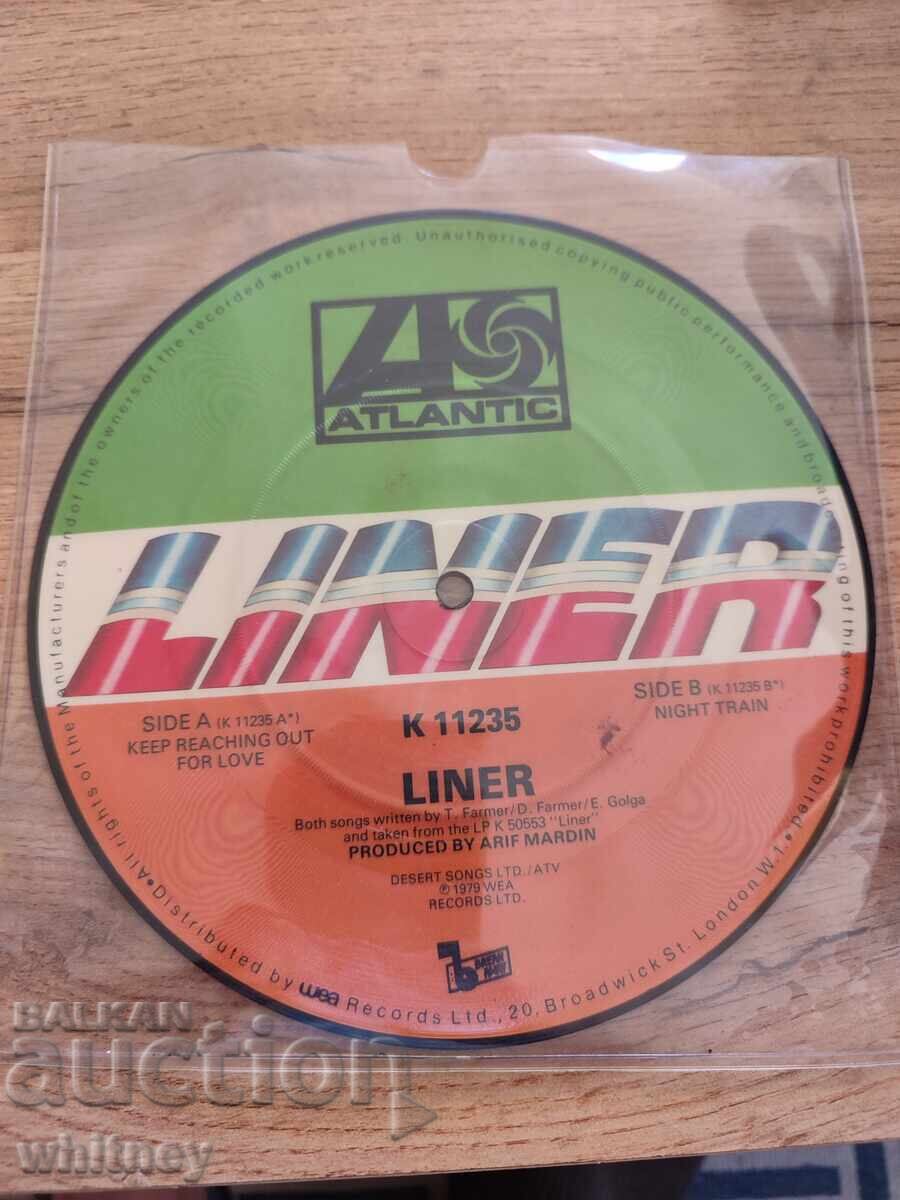 All rights of the Manufacturers and of the owners of the recorded work reserved. Unauthorised copying public performance and broadcasting of this work prohibited. •
ATLANTIC
LINER
SIDE A (K 11235 A*)
KEEP REACHING OUT
FOR LOVE
K 11235
SIDE B (K 11235 B*)
NIGHT TRAIN
LINER
Both songs written by T. Farmer/D. Farmer/E. Golga
and taken from the LP K 50553 "Liner"
PRODUCED BY ARIF MARDIN
DESERT SONGS LTD./ATV
℗ 1979 WEA
RECORDS LTD.
BREAK
AWAY
• Distributed by wea Records Ltd., 20, Broadwick St. London W.1.
BALKAN
auction
whitney